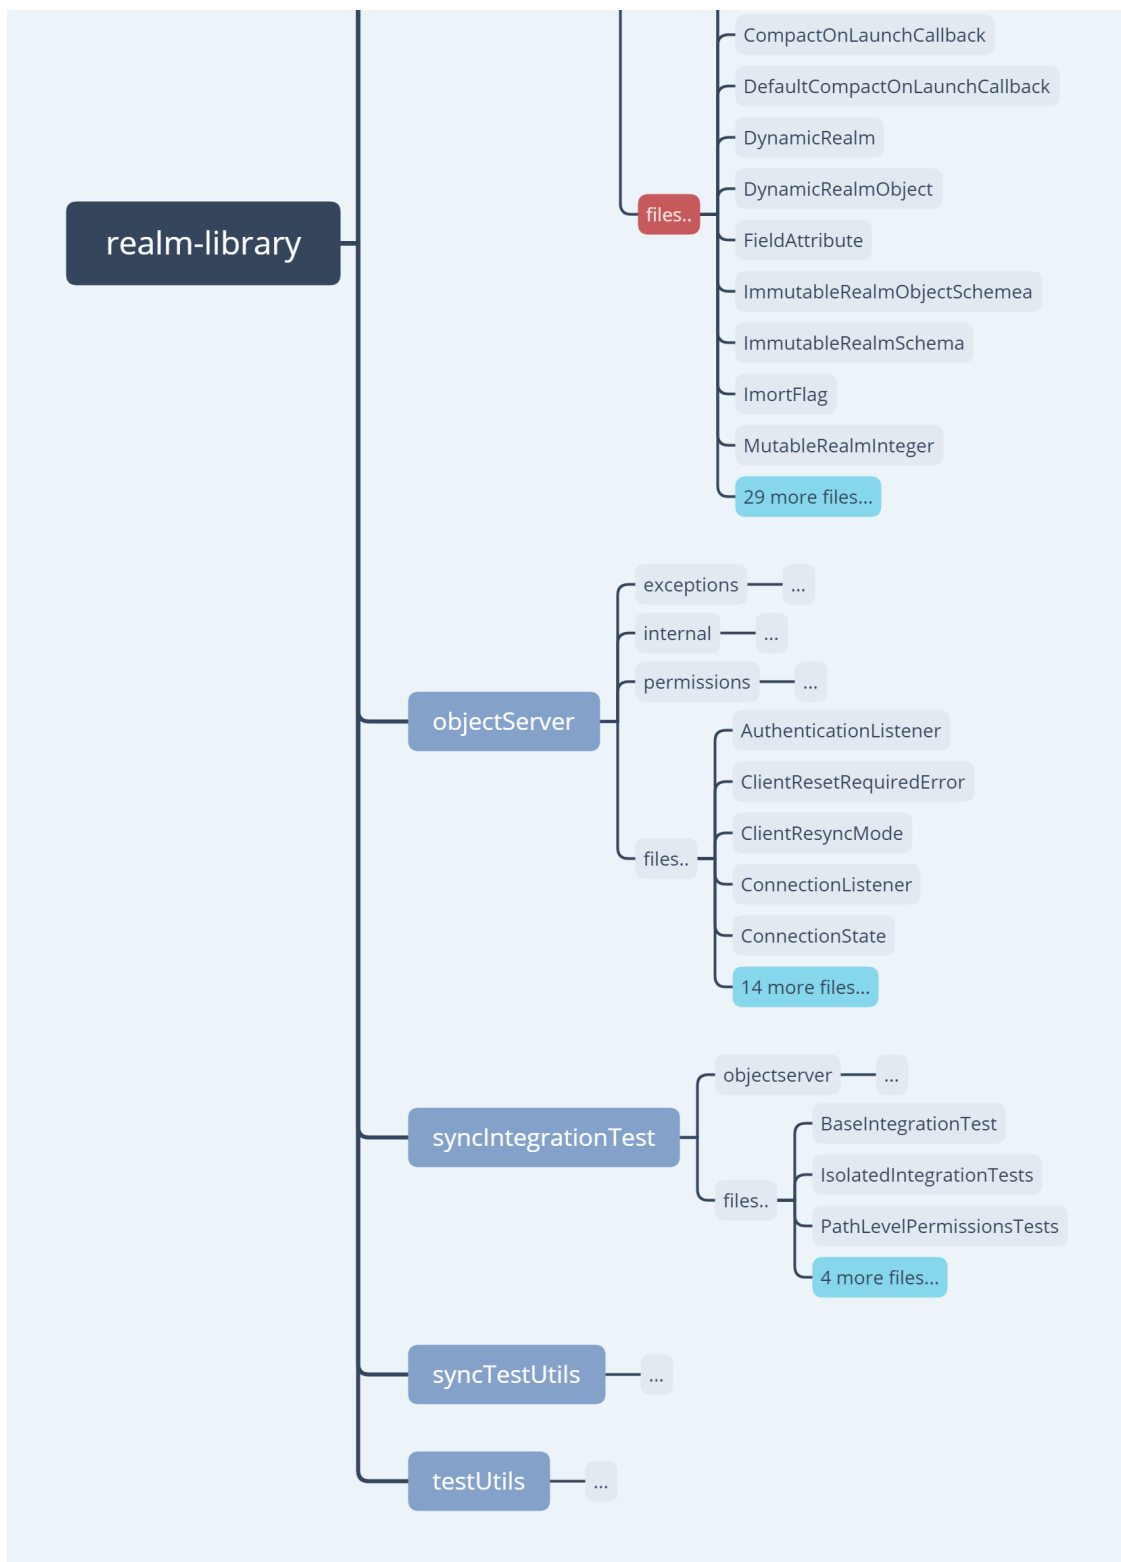 CompactOnLaunchCallback
DefaultCompactOnLaunchCallback
DynamicRealm
DynamicRealmObject
realm-library
files..
FieldAttribute
ImmutableRealmObjectSchemea
ImmutableRealmSchema
ImortFlag
MutableRealmInteger
29 more files...
exceptions
...
internal
...
permissions
...
objectServer
AuthenticationListener
ClientResetRequiredError
ClientResyncMode
files..
ConnectionListener
ConnectionState
14 more files...
objectserver
...
syncIntegrationTest
BaseIntegrationTest
IsolatedIntegrationTests
files..
PathLevelPermissionsTests
4 more files...
syncTestUtils
...
testUtils
...